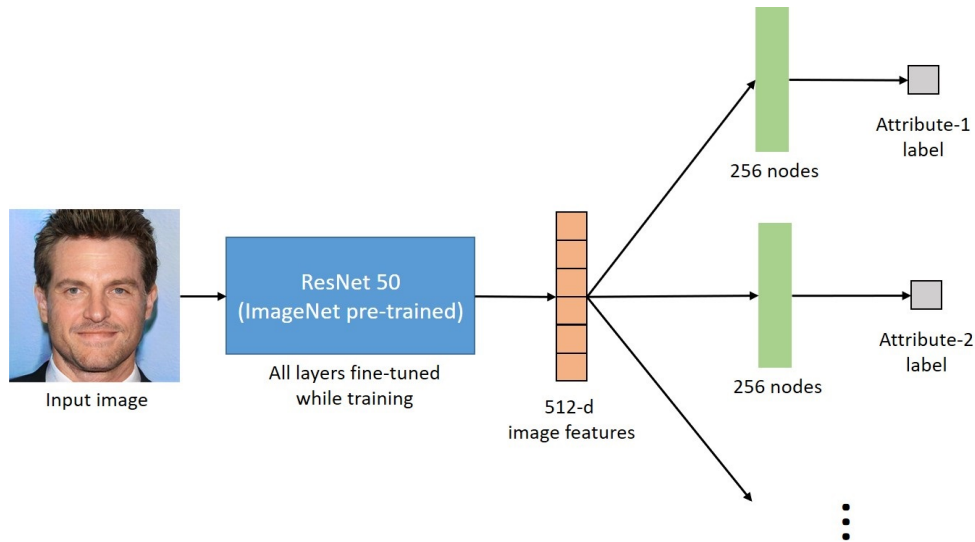 Attribute-1
label
256 nodes
ResNet 50
(ImageNet pre-trained)
Attribute-2
label
All layers fine-tuned
while training
256 nodes
Input image
512-d
image features